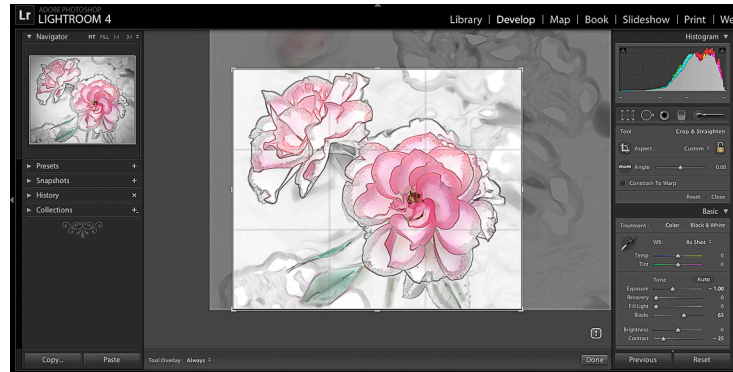 Lr ADOBE PHOTOSHOP
LIGHTROOM 4
Library | Develop | Map | Book | Slideshow | Print | We
Navigator FIT FILL 1:1 3:1
Presets +
Snapshots +
History ×
Collections +
Copy... Paste
Tool Overlay: Always Done
Histogram
Tool: Crop & Straighten
Aspect: Custom
Angle 0.00
Constrain To Warp
Reset Close
Basic
Treatment: Color Black & White
WB: As Shot
Temp 0
Tint 0
Tone Auto
Exposure − 1.00
Recovery 0
Fill Light 0
Blacks 63
Brightness 0
Contrast − 25
Previous Reset